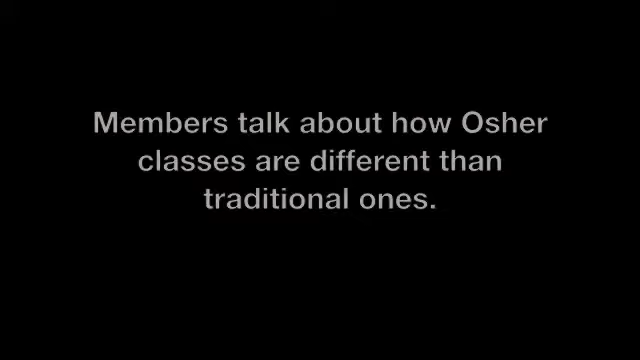 Members talk about how Osher
classes are different than
traditional ones.